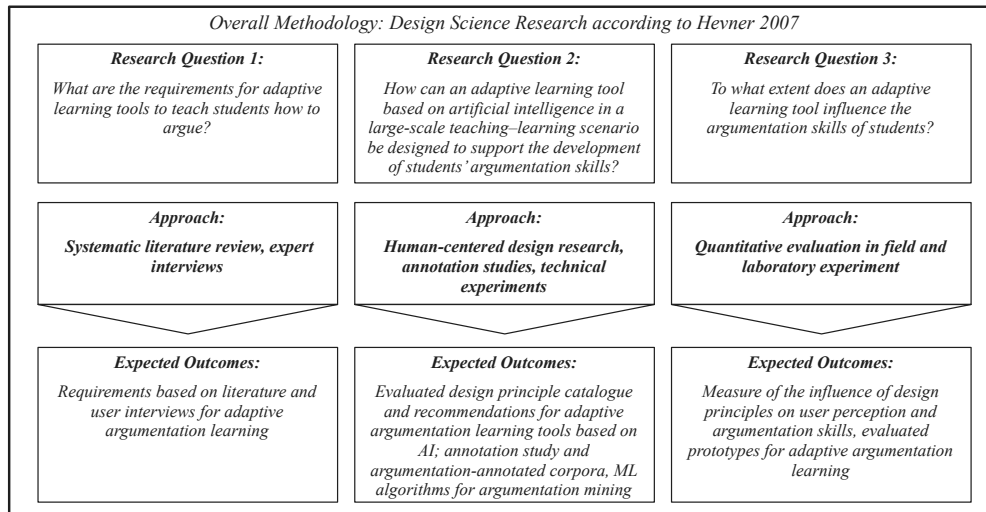 Overall Methodology: Design Science Research according to Hevner 2007
Research Question 1:
What are the requirements for adaptive
learning tools to teach students how to
argue?
Research Question 2:
How can an adaptive learning tool
based on artificial intelligence in a
large-scale teaching–learning scenario
be designed to support the development
of students’ argumentation skills?
Research Question 3:
To what extent does an adaptive
learning tool influence the
argumentation skills of students?
Approach:
Systematic literature review, expert
interviews
Approach:
Human-centered design research,
annotation studies, technical
experiments
Approach:
Quantitative evaluation in field and
laboratory experiment
Expected Outcomes:
Requirements based on literature and
user interviews for adaptive
argumentation learning
Expected Outcomes:
Evaluated design principle catalogue
and recommendations for adaptive
argumentation learning tools based on
AI; annotation study and
argumentation-annotated corpora, ML
algorithms for argumentation mining
Expected Outcomes:
Measure of the influence of design
principles on user perception and
argumentation skills, evaluated
prototypes for adaptive argumentation
learning